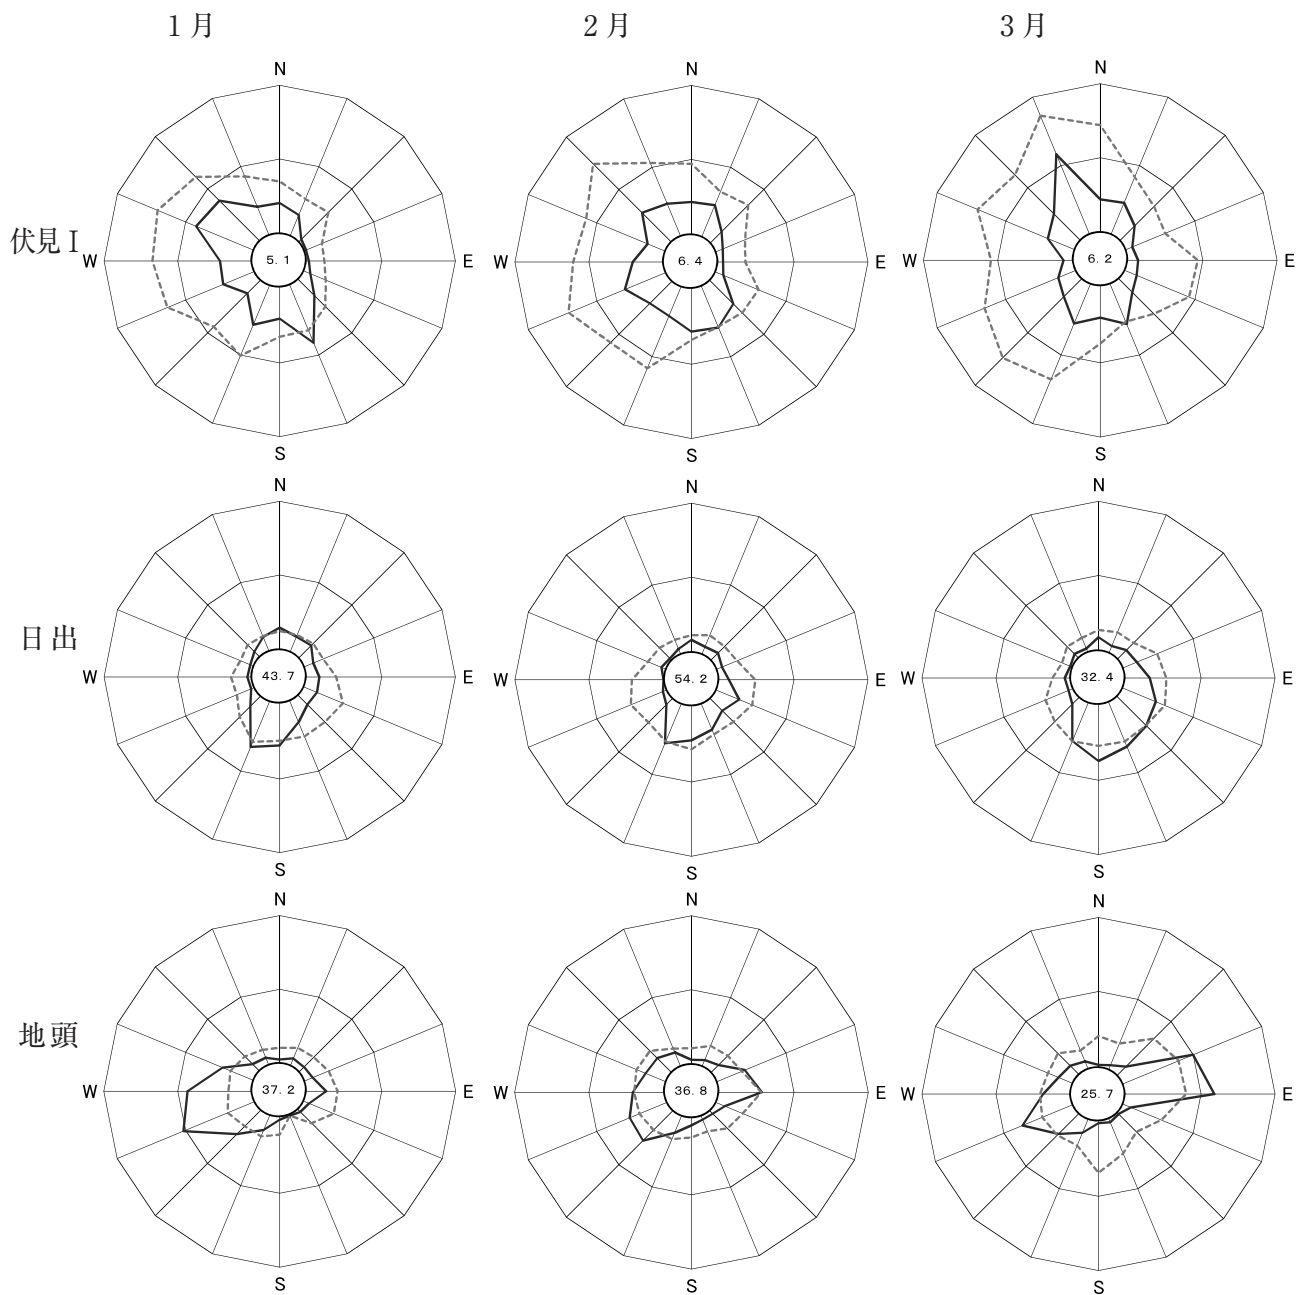 1月 2月 3月
N N N
伏見I W 5.1 E W 6.4 E W 6.2 E
S S S
N N N
日出 W 43.7 E W 54.2 E W 32.4 E
S S S
N N N
地頭 W 37.2 E W 36.8 E W 25.7 E
S S S